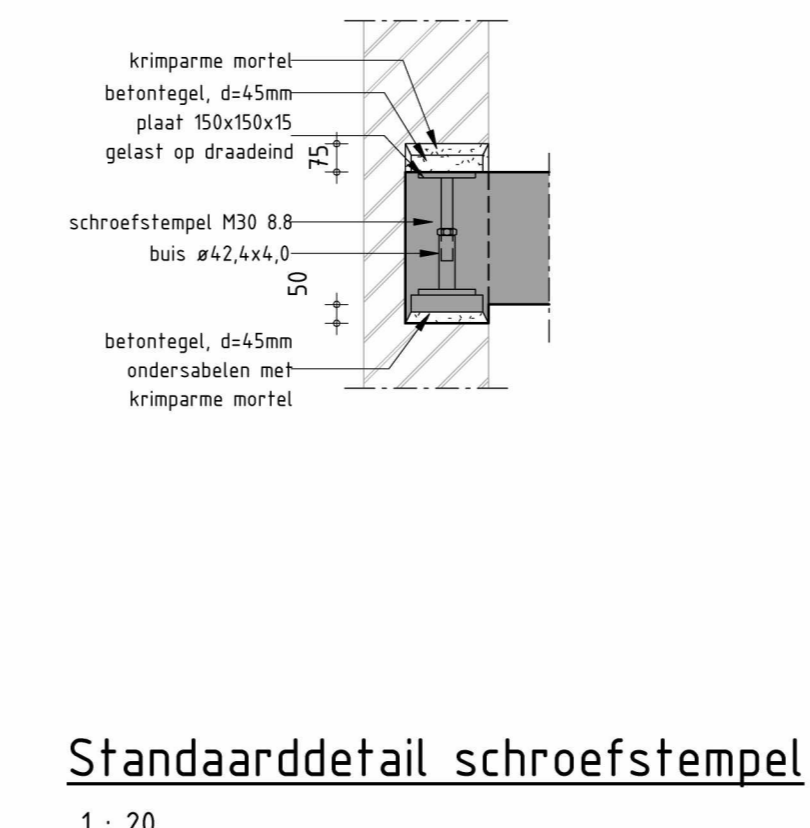 krimparme mortel
betontegel, d=45mm
plaat 150x150x15
gelast op draadeind
75
schroefstempel M30 8.8
buis ø42,4x4,0
50
betontegel, d=45mm
ondersabelen met
krimparme mortel
Standaarddetail schroefstempel
1 : 20